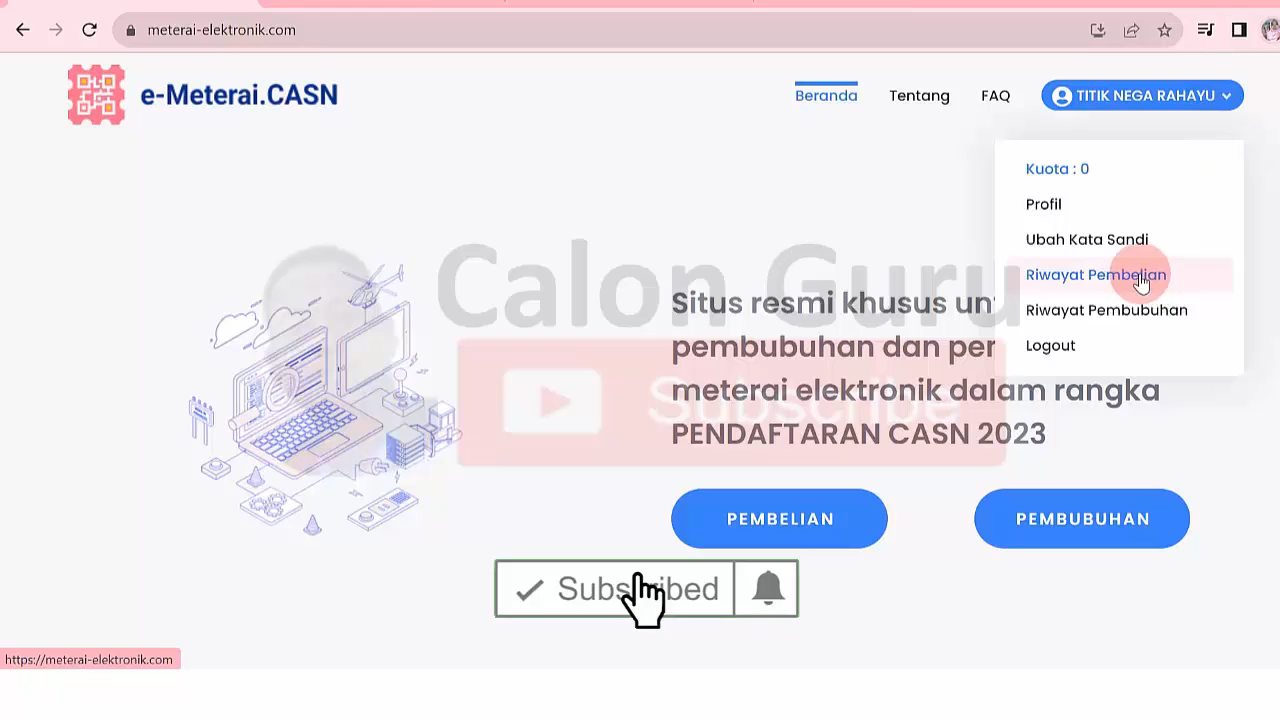 meterai-elektronik.com
e-Meterai.CASN
Beranda
Tentang
FAQ
TITIK NEGA RAHAYU
Kuota : 0
Profil
Ubah Kata Sandi
Riwayat Pembelian
Riwayat Pembubuhan
Logout
Calon Guru
Situs resmi khusus un
pembubuhan dan per
meterai elektronik dalam rangka
PENDAFTARAN CASN 2023
Subscribe
PEMBELIAN
PEMBUBUHAN
Subscribed
https://meterai-elektronik.com